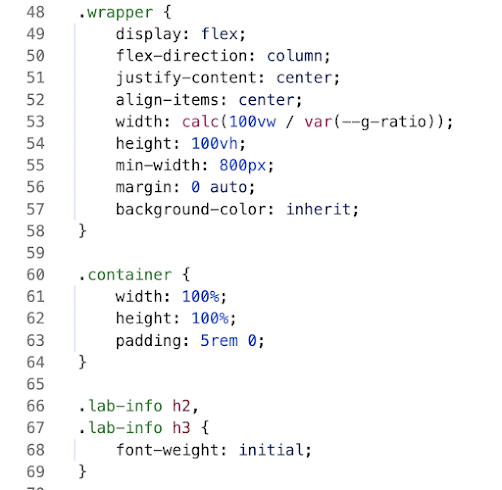 48 .wrapper {
49     display: flex;
50     flex-direction: column;
51     justify-content: center;
52     align-items: center;
53     width: calc(100vw / var(--g-ratio));
54     height: 100vh;
55     min-width: 800px;
56     margin: 0 auto;
57     background-color: inherit;
58 }
59
60 .container {
61     width: 100%;
62     height: 100%;
63     padding: 5rem 0;
64 }
65
66 .lab-info h2,
67 .lab-info h3 {
68     font-weight: initial;
69 }